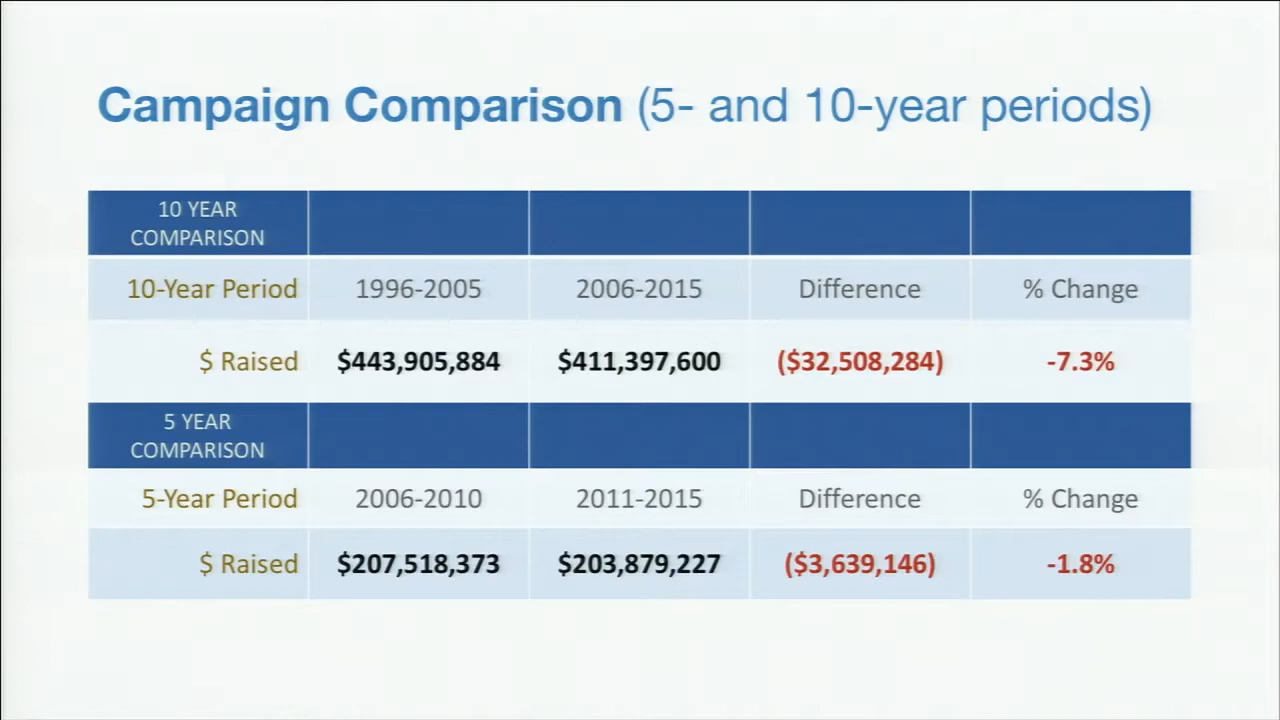 Campaign Comparison (5- and 10-year periods)
10 YEAR
COMPARISON
10-Year Period 1996-2005 2006-2015 Difference % Change
$ Raised $443,905,884 $411,397,600 ($32,508,284) -7.3%
5 YEAR
COMPARISON
5-Year Period 2006-2010 2011-2015 Difference % Change
$ Raised $207,518,373 $203,879,227 ($3,639,146) -1.8%